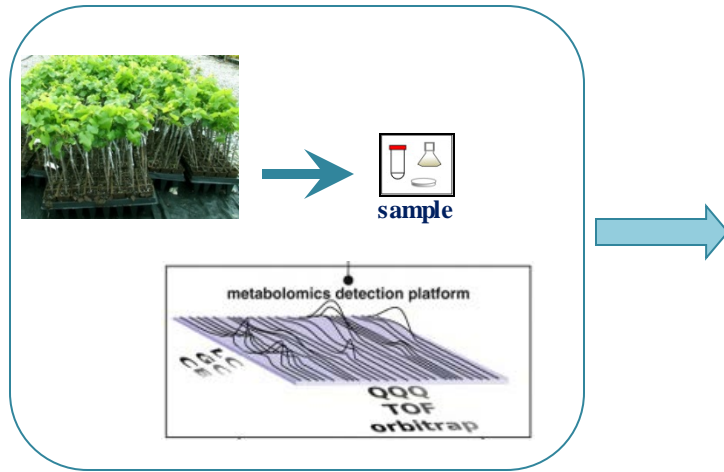 sample
metabolomics detection platform
QQQ
TOF
orbitrap